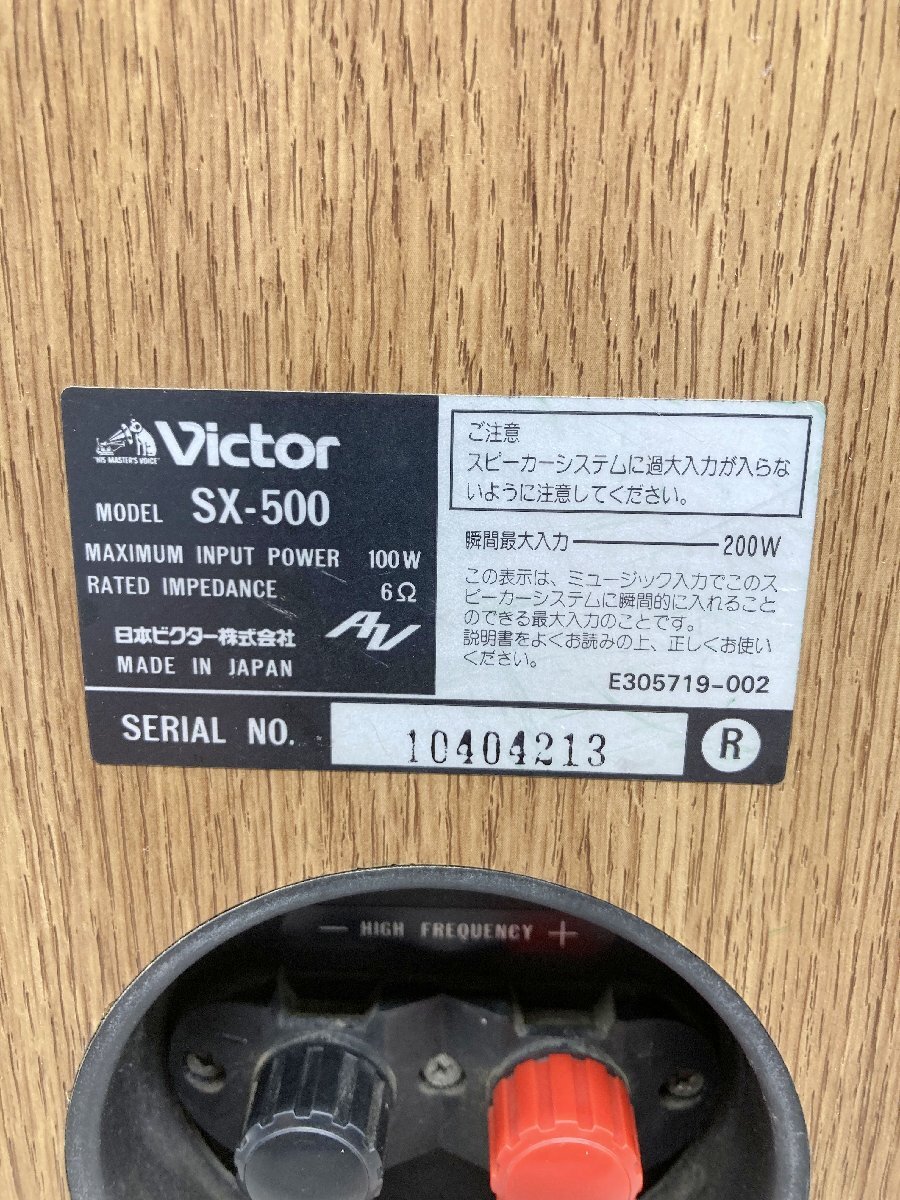 "HIS MASTER'S VOICE"
Victor
MODEL SX-500
MAXIMUM INPUT POWER 100W
RATED IMPEDANCE 6Ω
日本ビクター株式会社
MADE IN JAPAN
AV
ご注意
スピーカーシステムに過大入力が入らな
いように注意してください。
瞬間最大入力 200W
この表示は、ミュージック入力でこのス
ピーカーシステムに瞬間的に入れること
のできる最大入力のことです。
説明書をよくお読みの上、正しくお使い
ください。
E305719-002
SERIAL NO. 10404213 R
− HIGH FREQUENCY +